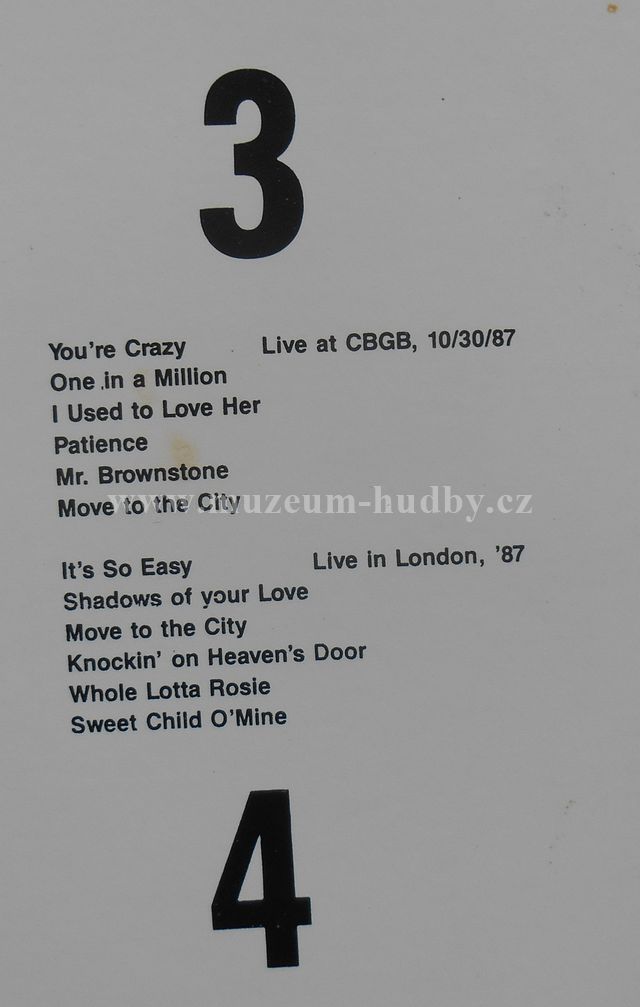 3
You're Crazy Live at CBGB, 10/30/87
One in a Million
I Used to Love Her
Patience
Mr. Brownstone
Move to the City
www.muzeum-hudby.cz
It's So Easy Live in London, '87
Shadows of your Love
Move to the City
Knockin' on Heaven's Door
Whole Lotta Rosie
Sweet Child O'Mine
4